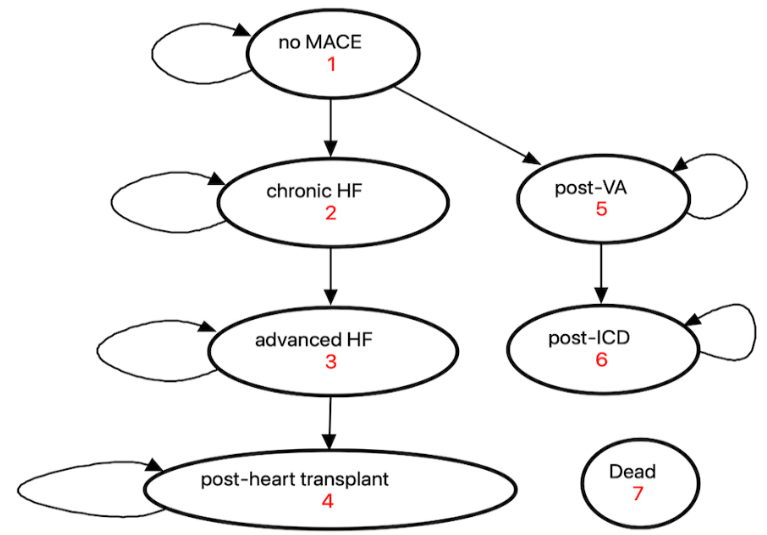 no MACE
1
chronic HF
2
post-VA
5
advanced HF
3
post-ICD
6
post-heart transplant
4
Dead
7